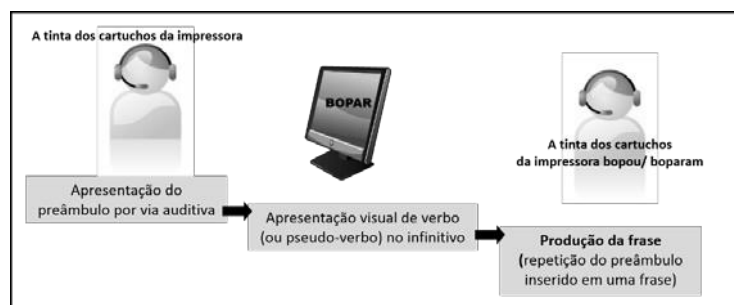 A tinta dos cartuchos da impressora
BOPAR
A tinta dos cartuchos
da impressora bopou/ boparam
Apresentação do
preâmbulo por via auditiva
Apresentação visual de verbo
(ou pseudo-verbo) no infinitivo
Produção da frase
(repetição do preâmbulo
inserido em uma frase)